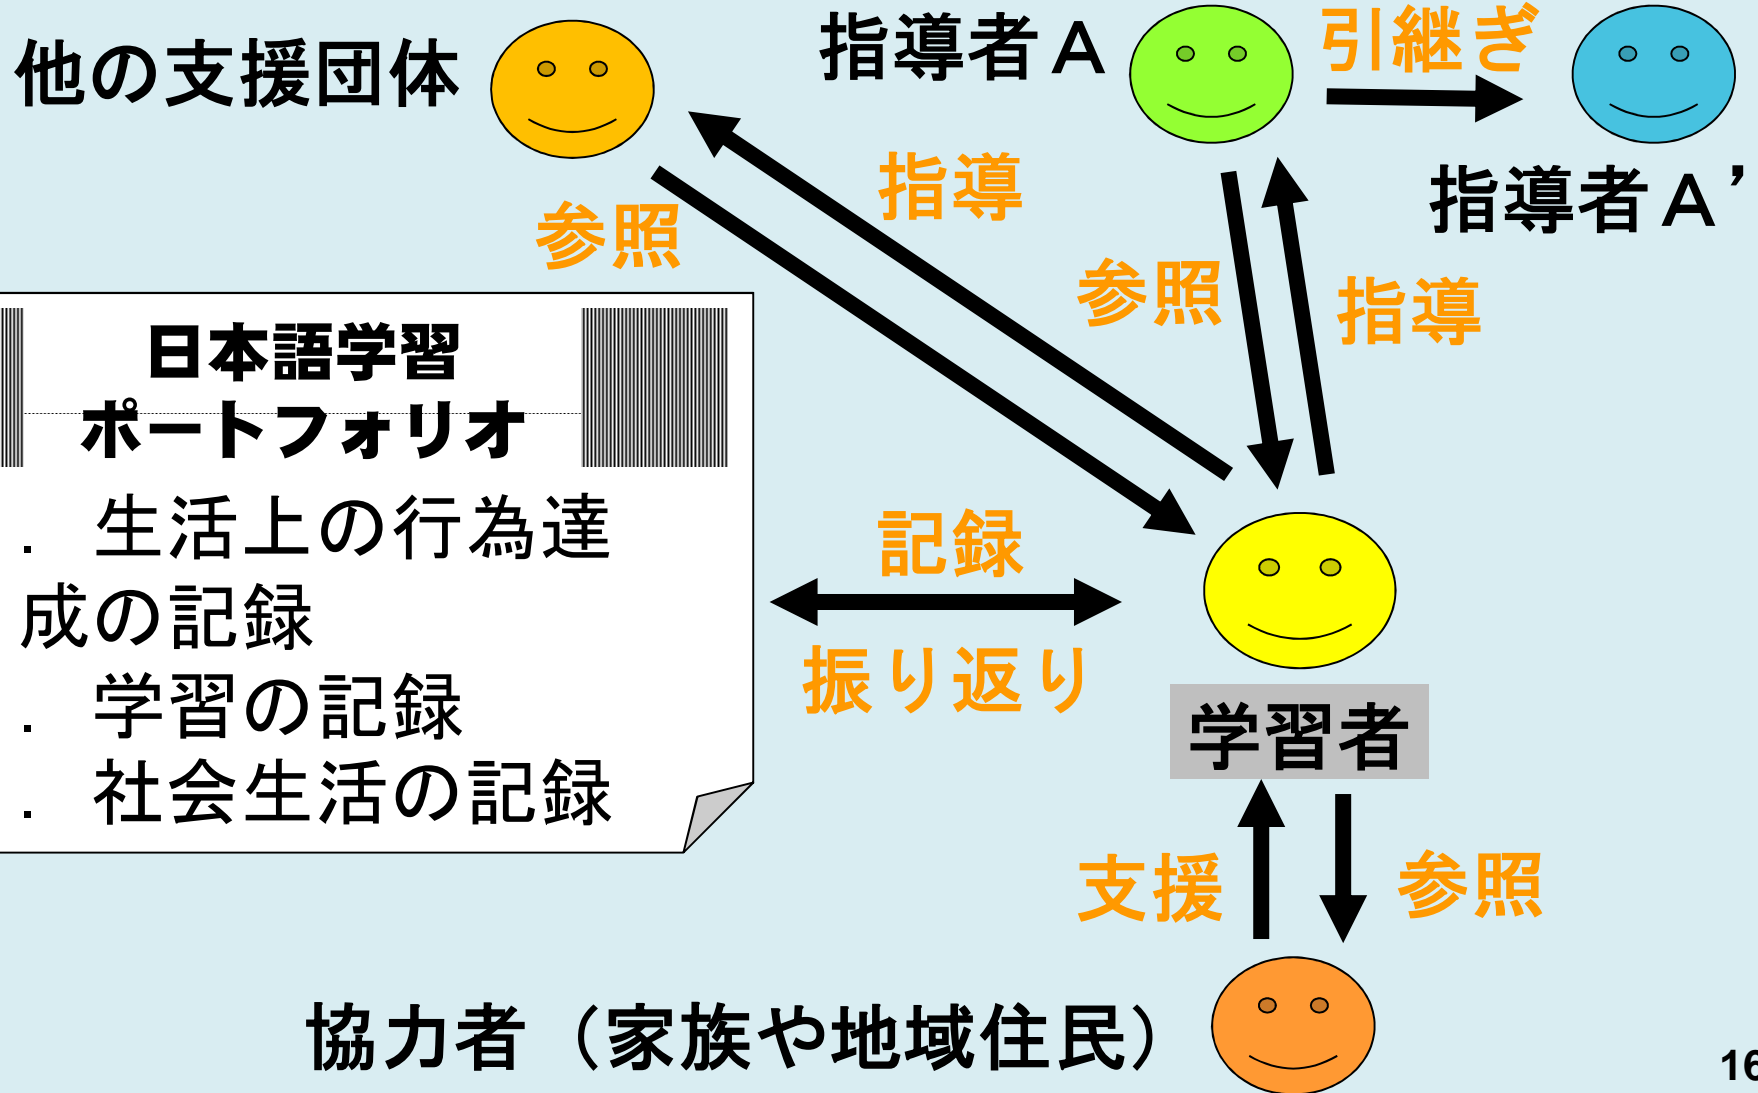 他の支援団体
指導者Ａ
引継ぎ
指導者Ａ’
指導
参照
参照
指導
日本語学習
ポートフォリオ
． 生活上の行為達
成の記録
． 学習の記録
． 社会生活の記録
記録
振り返り
学習者
支援
参照
協力者（家族や地域住民）
16